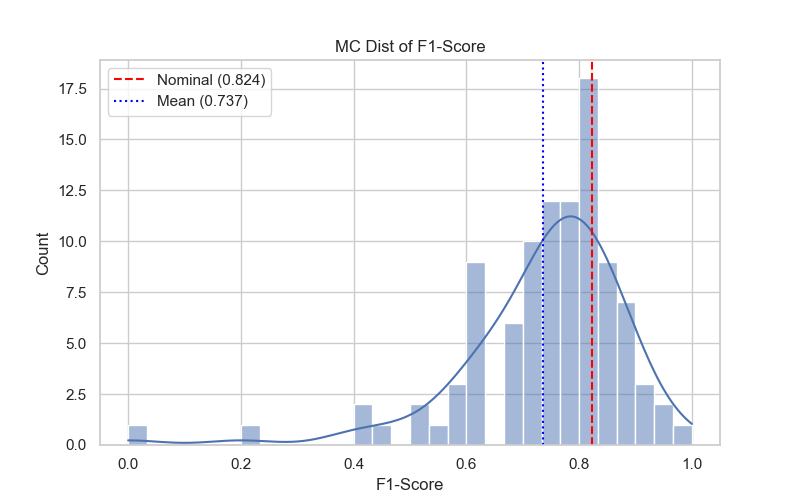 MC Dist of F1-Score
Nominal (0.824)
Mean (0.737)
17.5
15.0
12.5
10.0
7.5
5.0
2.5
0.0
Count
0.0 0.2 0.4 0.6 0.8 1.0
F1-Score